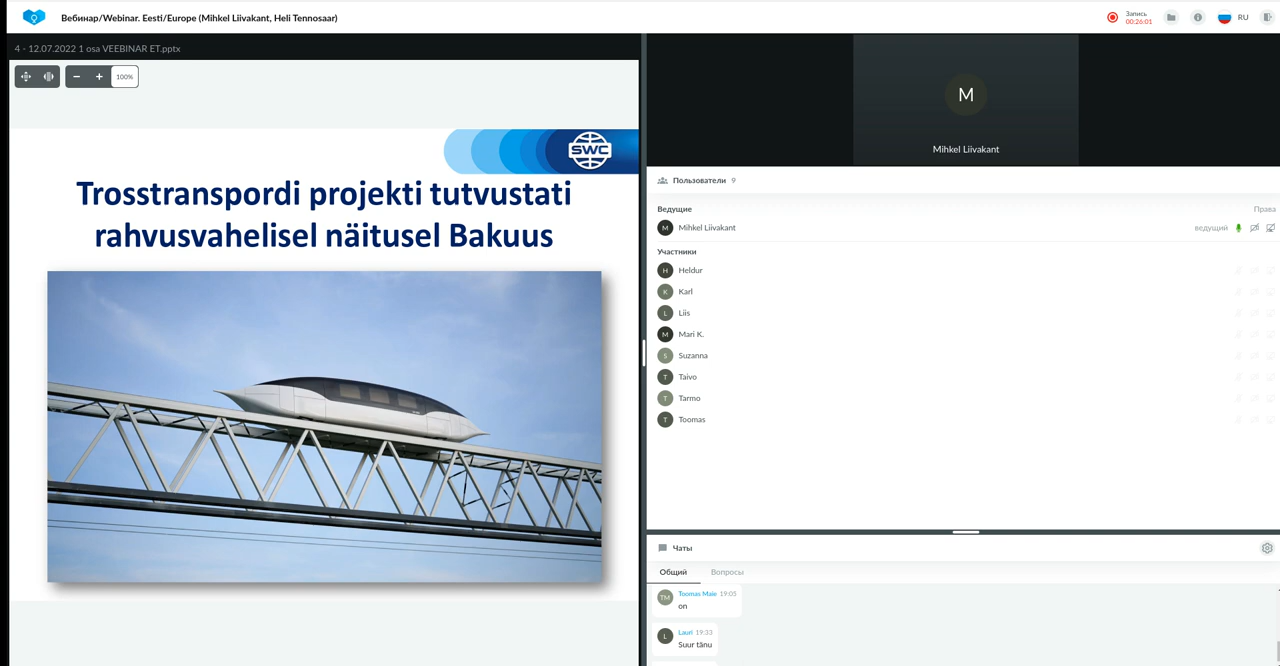 Вебинар/Webinar. Eesti/Europe (Mihkel Liivakant, Heli Tennosaar)
Запись
00:26:01
RU
4 - 12.07.2022 1 osa VEEBINAR ET.pptx
100%
SWC
Trosstranspordi projekti tutvustati
rahvusvahelisel näitusel Bakuus
M
Mihkel Liivakant
Пользователи 9
Ведущие
Права
M Mihkel Liivakant ведущий
Участники
H Heldur
K Karl
L Liis
M Mari K.
S Suzanna
T Taivo
T Tarmo
T Toomas
Чаты
Общий Вопросы
TM Toomas Maie 19:05
on
L Lauri 19:33
Suur tänu